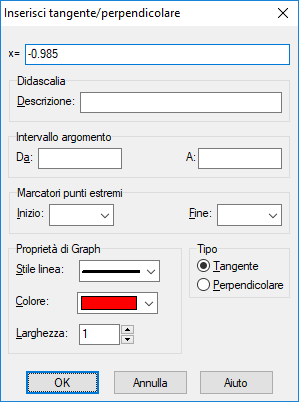 Inserisci tangente/perpendicolare
x= -0.985
Didascalia
Descrizione:
Intervallo argomento
Da: A:
Marcatori punti estremi
Inizio: Fine:
Proprietà di Graph Tipo
Stile linea: Tangente
Colore: Perpendicolare
Larghezza: 1
OK Annulla Aiuto